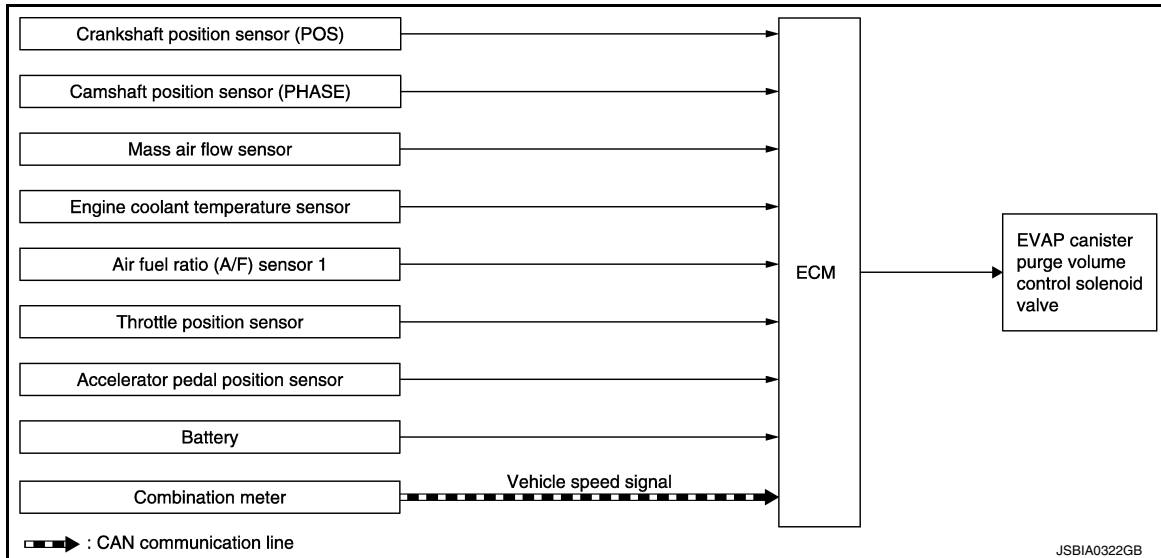 Crankshaft position sensor (POS)
Camshaft position sensor (PHASE)
Mass air flow sensor
Engine coolant temperature sensor
Air fuel ratio (A/F) sensor 1
Throttle position sensor
Accelerator pedal position sensor
Battery
Combination meter
Vehicle speed signal
ECM
EVAP canister
purge volume
control solenoid
valve
: CAN communication line
JSBIA0322GB